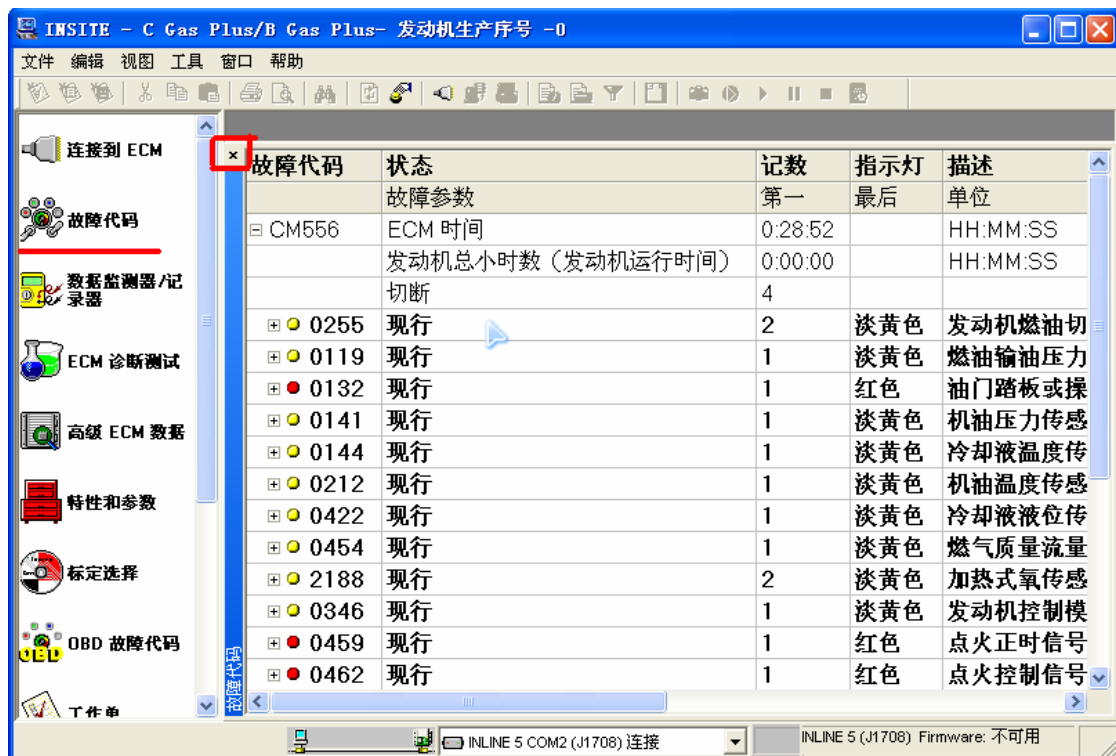 INSITE - C Gas Plus/B Gas Plus- 发动机生产序号 -0
文件 编辑 视图 工具 窗口 帮助
连接到 ECM
故障代码
数据监测器/记
录器
ECM 诊断测试
高级 ECM 数据
特性和参数
标定选择
OBD 故障代码
工作单
故障代码
故障代码 状态 记数 指示灯 描述
故障参数 第一 最后 单位
CM556 ECM 时间 0:28:52 HH:MM:SS
发动机总小时数（发动机运行时间） 0:00:00 HH:MM:SS
切断 4
0255 现行 2 淡黄色 发动机燃油切
0119 现行 1 淡黄色 燃油输油压力
0132 现行 1 红色 油门踏板或操
0141 现行 1 淡黄色 机油压力传感
0144 现行 1 淡黄色 冷却液温度传
0212 现行 1 淡黄色 机油温度传感
0422 现行 1 淡黄色 冷却液液位传
0454 现行 1 淡黄色 燃气质量流量
2188 现行 2 淡黄色 加热式氧传感
0346 现行 1 淡黄色 发动机控制模
0459 现行 1 红色 点火正时信号
0462 现行 1 红色 点火控制信号
INLINE 5 COM2 (J1708) 连接
INLINE 5 (J1708) Firmware: 不可用